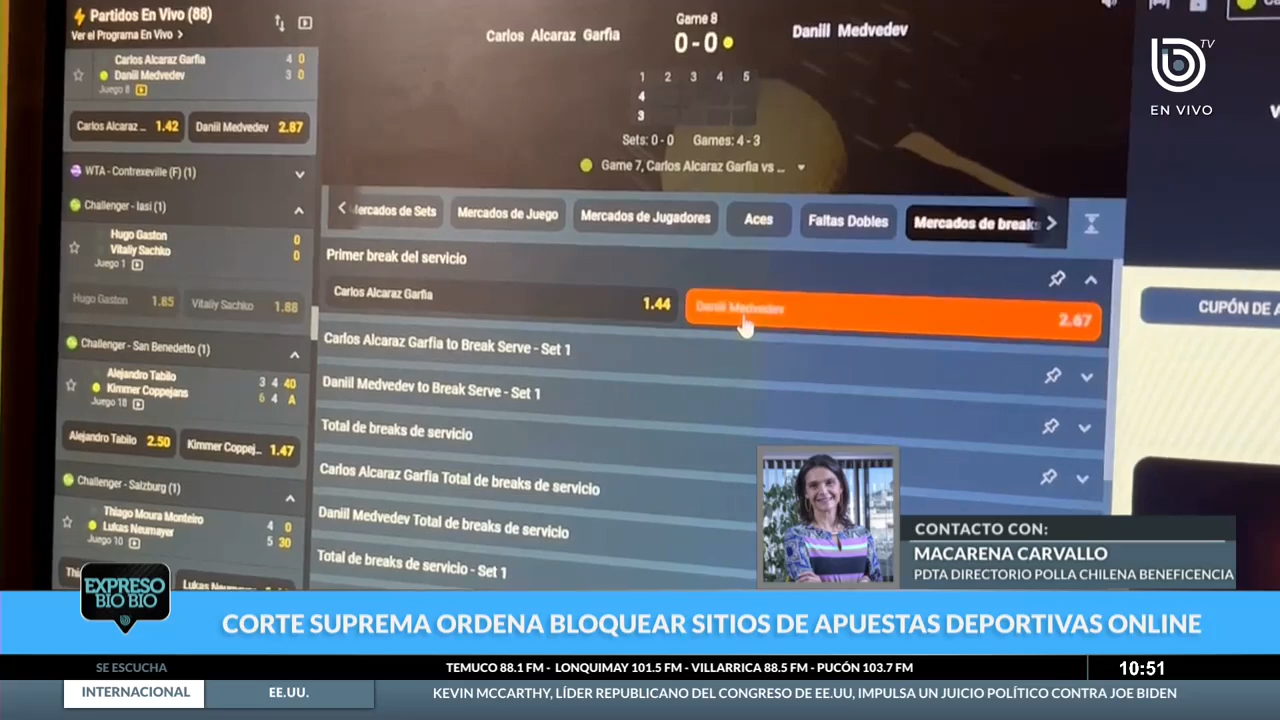 Partidos En Vivo (88)
Ver el Programa En Vivo >
Carlos Alcaraz Garfia 4 0
Daniil Medvedev 3 0
Juego 8
Carlos Alcaraz ... 1.42 Daniil Medvedev 2.87
WTA - Contrexeville (F) (1)
Challenger - Iasi (1)
Hugo Gaston 0
Vitaliy Sachko 0
Juego 1
Hugo Gaston 1.85 Vitaliy Sachko 1.88
Challenger - San Benedetto (1)
Alejandro Tabilo 3 4 40
Kimmer Coppejans 6 4 A
Juego 18
Alejandro Tabilo 2.50 Kimmer Coppej... 1.47
Challenger - Salzburg (1)
Thiago Moura Monteiro 4 0
Lukas Neumayer 5 30
Juego 10
Game 8
Carlos Alcaraz Garfia 0-0 Daniil Medvedev
1 2 3 4 5
4
3
Sets: 0-0 Games: 4-3
Game 7, Carlos Alcaraz Garfia vs ...
Mercados de Sets Mercados de Juego Mercados de Jugadores Aces Faltas Dobles Mercados de breaks
Primer break del servicio
Carlos Alcaraz Garfia 1.44 Daniil Medvedev 2.67
Carlos Alcaraz Garfia to Break Serve - Set 1
Daniil Medvedev to Break Serve - Set 1
Total de breaks de servicio
Carlos Alcaraz Garfia Total de breaks de servicio
Daniil Medvedev Total de breaks de servicio
Total de breaks de servicio - Set 1
CUPÓN DE A
TV
EN VIVO
CONTACTO CON:
MACARENA CARVALLO
PDTA DIRECTORIO POLLA CHILENA BENEFICENCIA
EXPRESO
BIO BIO
CORTE SUPREMA ORDENA BLOQUEAR SITIOS DE APUESTAS DEPORTIVAS ONLINE
SE ESCUCHA TEMUCO 88.1 FM - LONQUIMAY 101.5 FM - VILLARRICA 88.5 FM - PUCÓN 103.7 FM 10:51
INTERNACIONAL EE.UU. KEVIN MCCARTHY, LÍDER REPUBLICANO DEL CONGRESO DE EE.UU, IMPULSA UN JUICIO POLÍTICO CONTRA JOE BIDEN